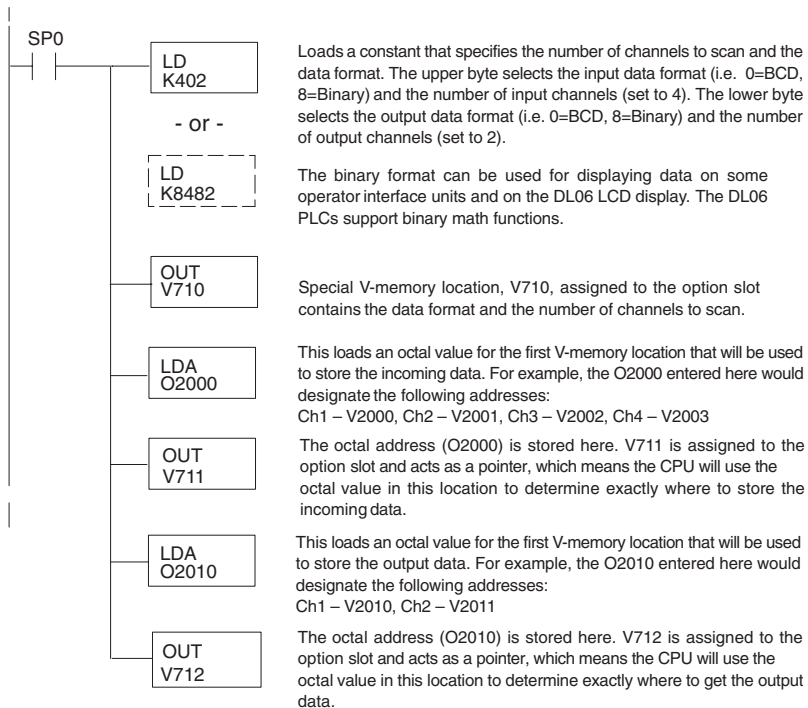 SP0
LD
K402
Loads a constant that specifies the number of channels to scan and the
data format. The upper byte selects the input data format (i.e. 0=BCD,
8=Binary) and the number of input channels (set to 4). The lower byte
selects the output data format (i.e. 0=BCD, 8=Binary) and the number
of output channels (set to 2).
- or -
LD
K8482
The binary format can be used for displaying data on some
operator interface units and on the DL06 LCD display. The DL06
PLCs support binary math functions.
OUT
V710
Special V-memory location, V710, assigned to the option slot
contains the data format and the number of channels to scan.
LDA
O2000
This loads an octal value for the first V-memory location that will be used
to store the incoming data. For example, the O2000 entered here would
designate the following addresses:
Ch1 – V2000, Ch2 – V2001, Ch3 – V2002, Ch4 – V2003
OUT
V711
The octal address (O2000) is stored here. V711 is assigned to the
option slot and acts as a pointer, which means the CPU will use the
octal value in this location to determine exactly where to store the
incoming data.
LDA
O2010
This loads an octal value for the first V-memory location that will be used
to store the output data. For example, the O2010 entered here would
designate the following addresses:
Ch1 – V2010, Ch2 – V2011
OUT
V712
The octal address (O2010) is stored here. V712 is assigned to the
option slot and acts as a pointer, which means the CPU will use the
octal value in this location to determine exactly where to get the output
data.